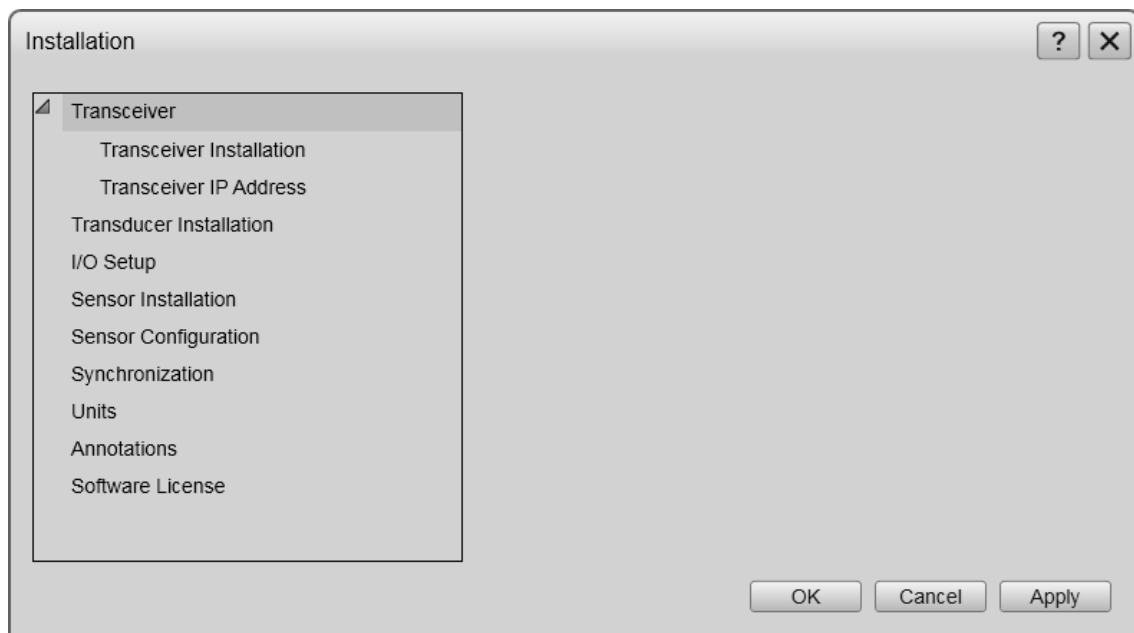 Installation
?
Transceiver
Transceiver Installation
Transceiver IP Address
Transducer Installation
I/O Setup
Sensor Installation
Sensor Configuration
Synchronization
Units
Annotations
Software License
OK Cancel Apply